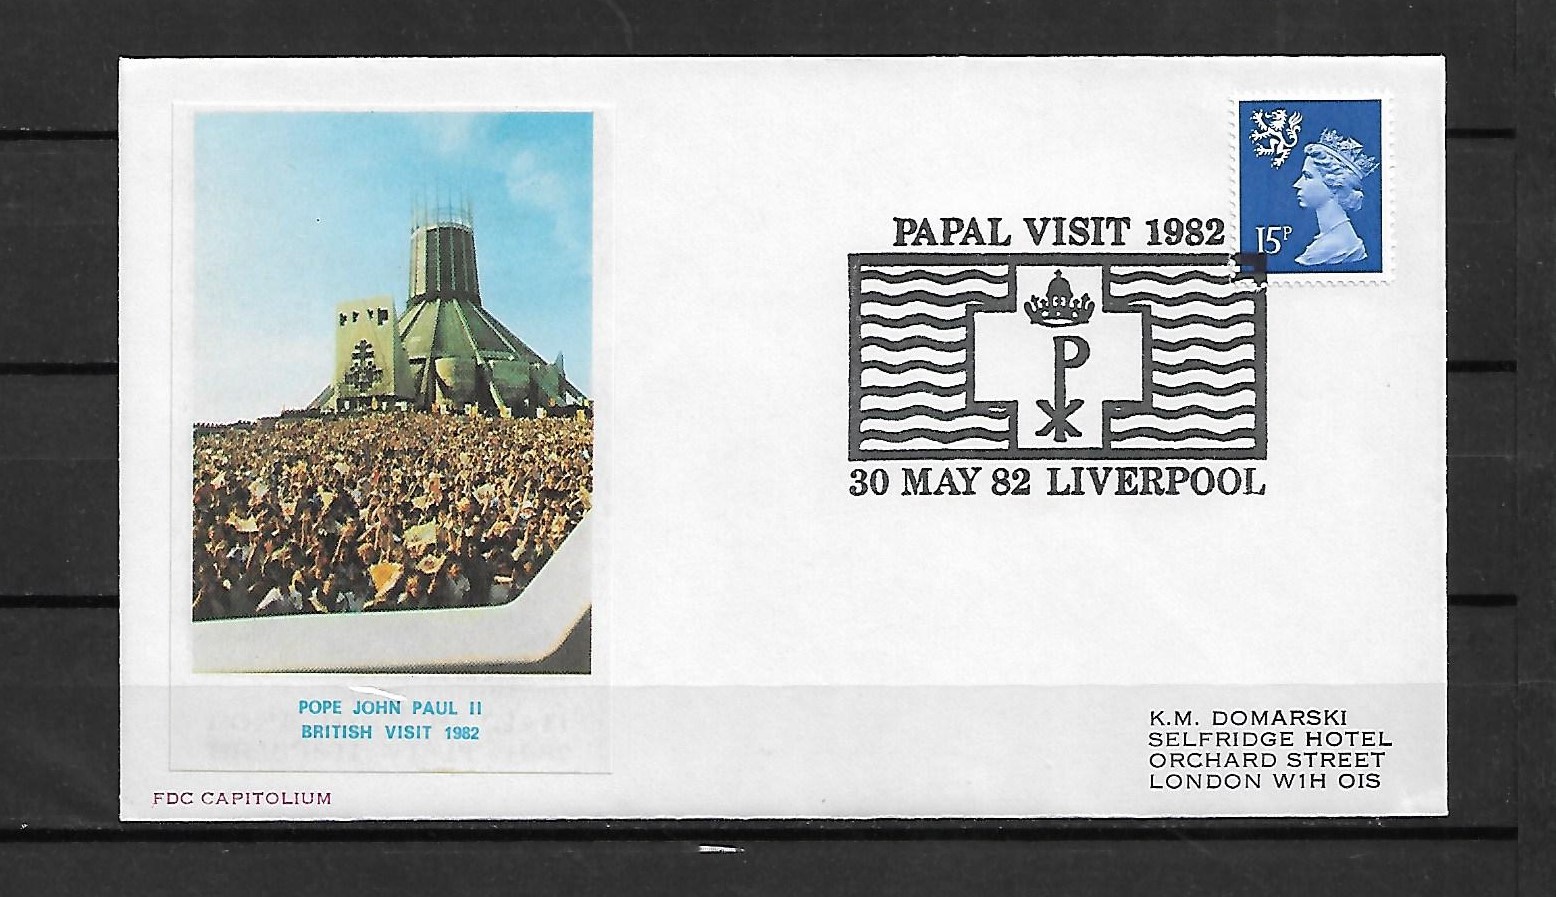 15P
PAPAL VISIT 1982
30 MAY 82 LIVERPOOL
POPE JOHN PAUL II
BRITISH VISIT 1982
FDC CAPITOLIUM
K.M. DOMARSKI
SELFRIDGE HOTEL
ORCHARD STREET
LONDON W1H OIS